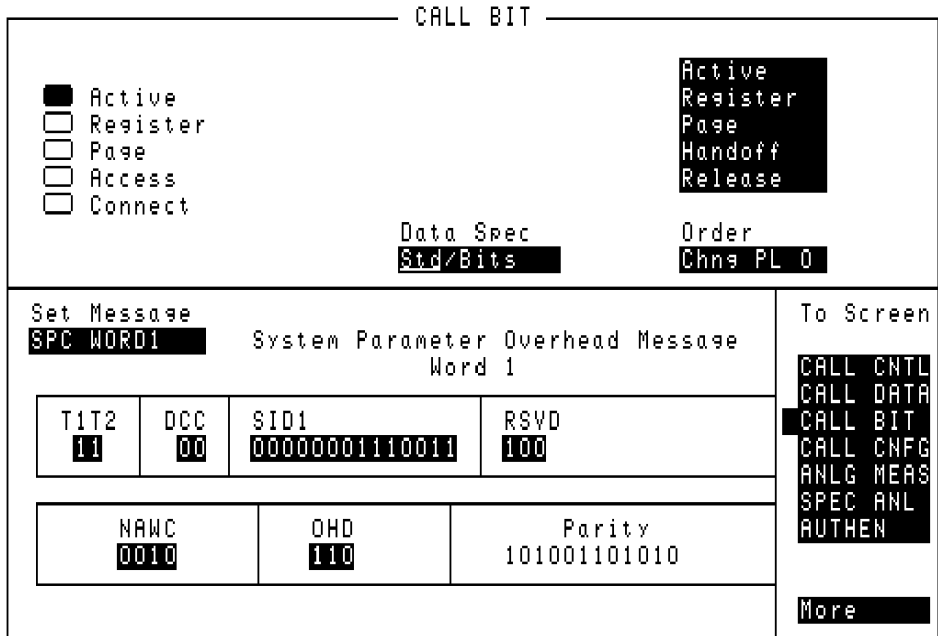 CALL BIT
Active
Register
Page
Access
Connect
Active
Register
Page
Handoff
Release
Data Spec
Std/Bits
Order
Chng PL 0
Set Message
SPC WORD1
System Parameter Overhead Message
Word 1
T1T2
11
DCC
00
SID1
00000001110011
RSVD
100
NAWC
0010
OHD
110
Parity
101001101010
To Screen
CALL CNTL
CALL DATA
CALL BIT
CALL CNFG
ANLG MEAS
SPEC ANL
AUTHEN
More